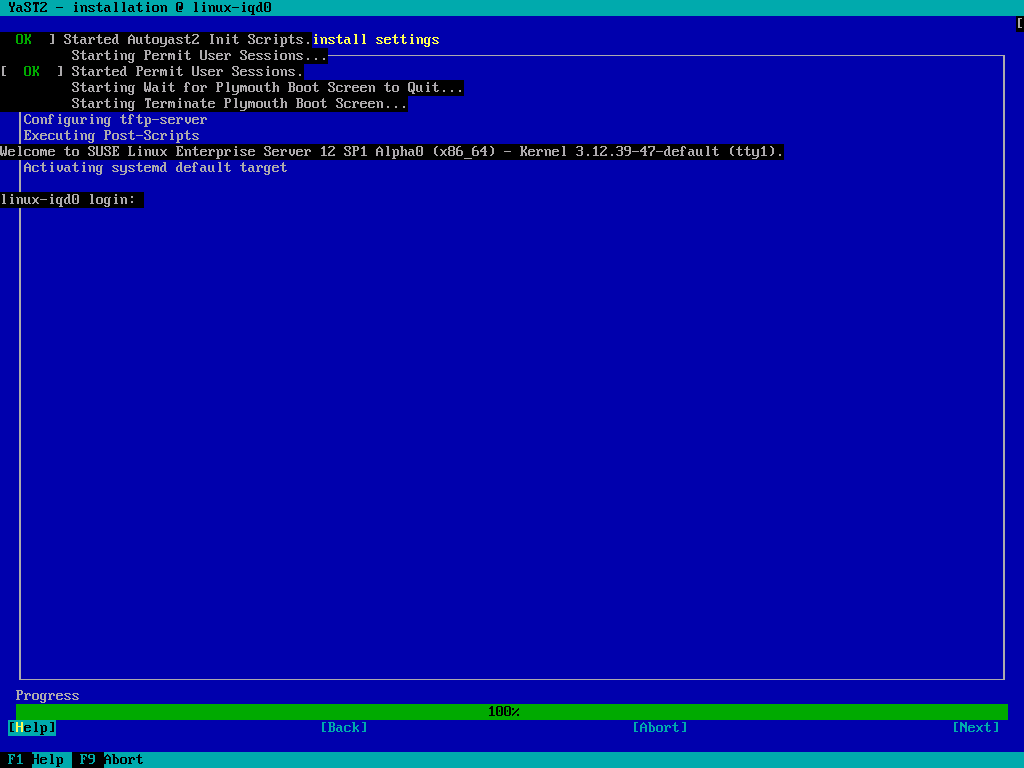 YaST2 - installation @ linux-iqd0
[
OK ] Started Autoyast2 Init Scripts.install settings
Starting Permit User Sessions...
[ OK ] Started Permit User Sessions.
Starting Wait for Plymouth Boot Screen to Quit...
Starting Terminate Plymouth Boot Screen...
Configuring tftp-server
Executing Post-Scripts
Welcome to SUSE Linux Enterprise Server 12 SP1 Alpha0 (x86_64) - Kernel 3.12.39-47-default (tty1).
Activating systemd default target
linux-iqd0 login:
Progress
100%
[Help] [Back] [Abort] [Next]
F1 Help F9 Abort